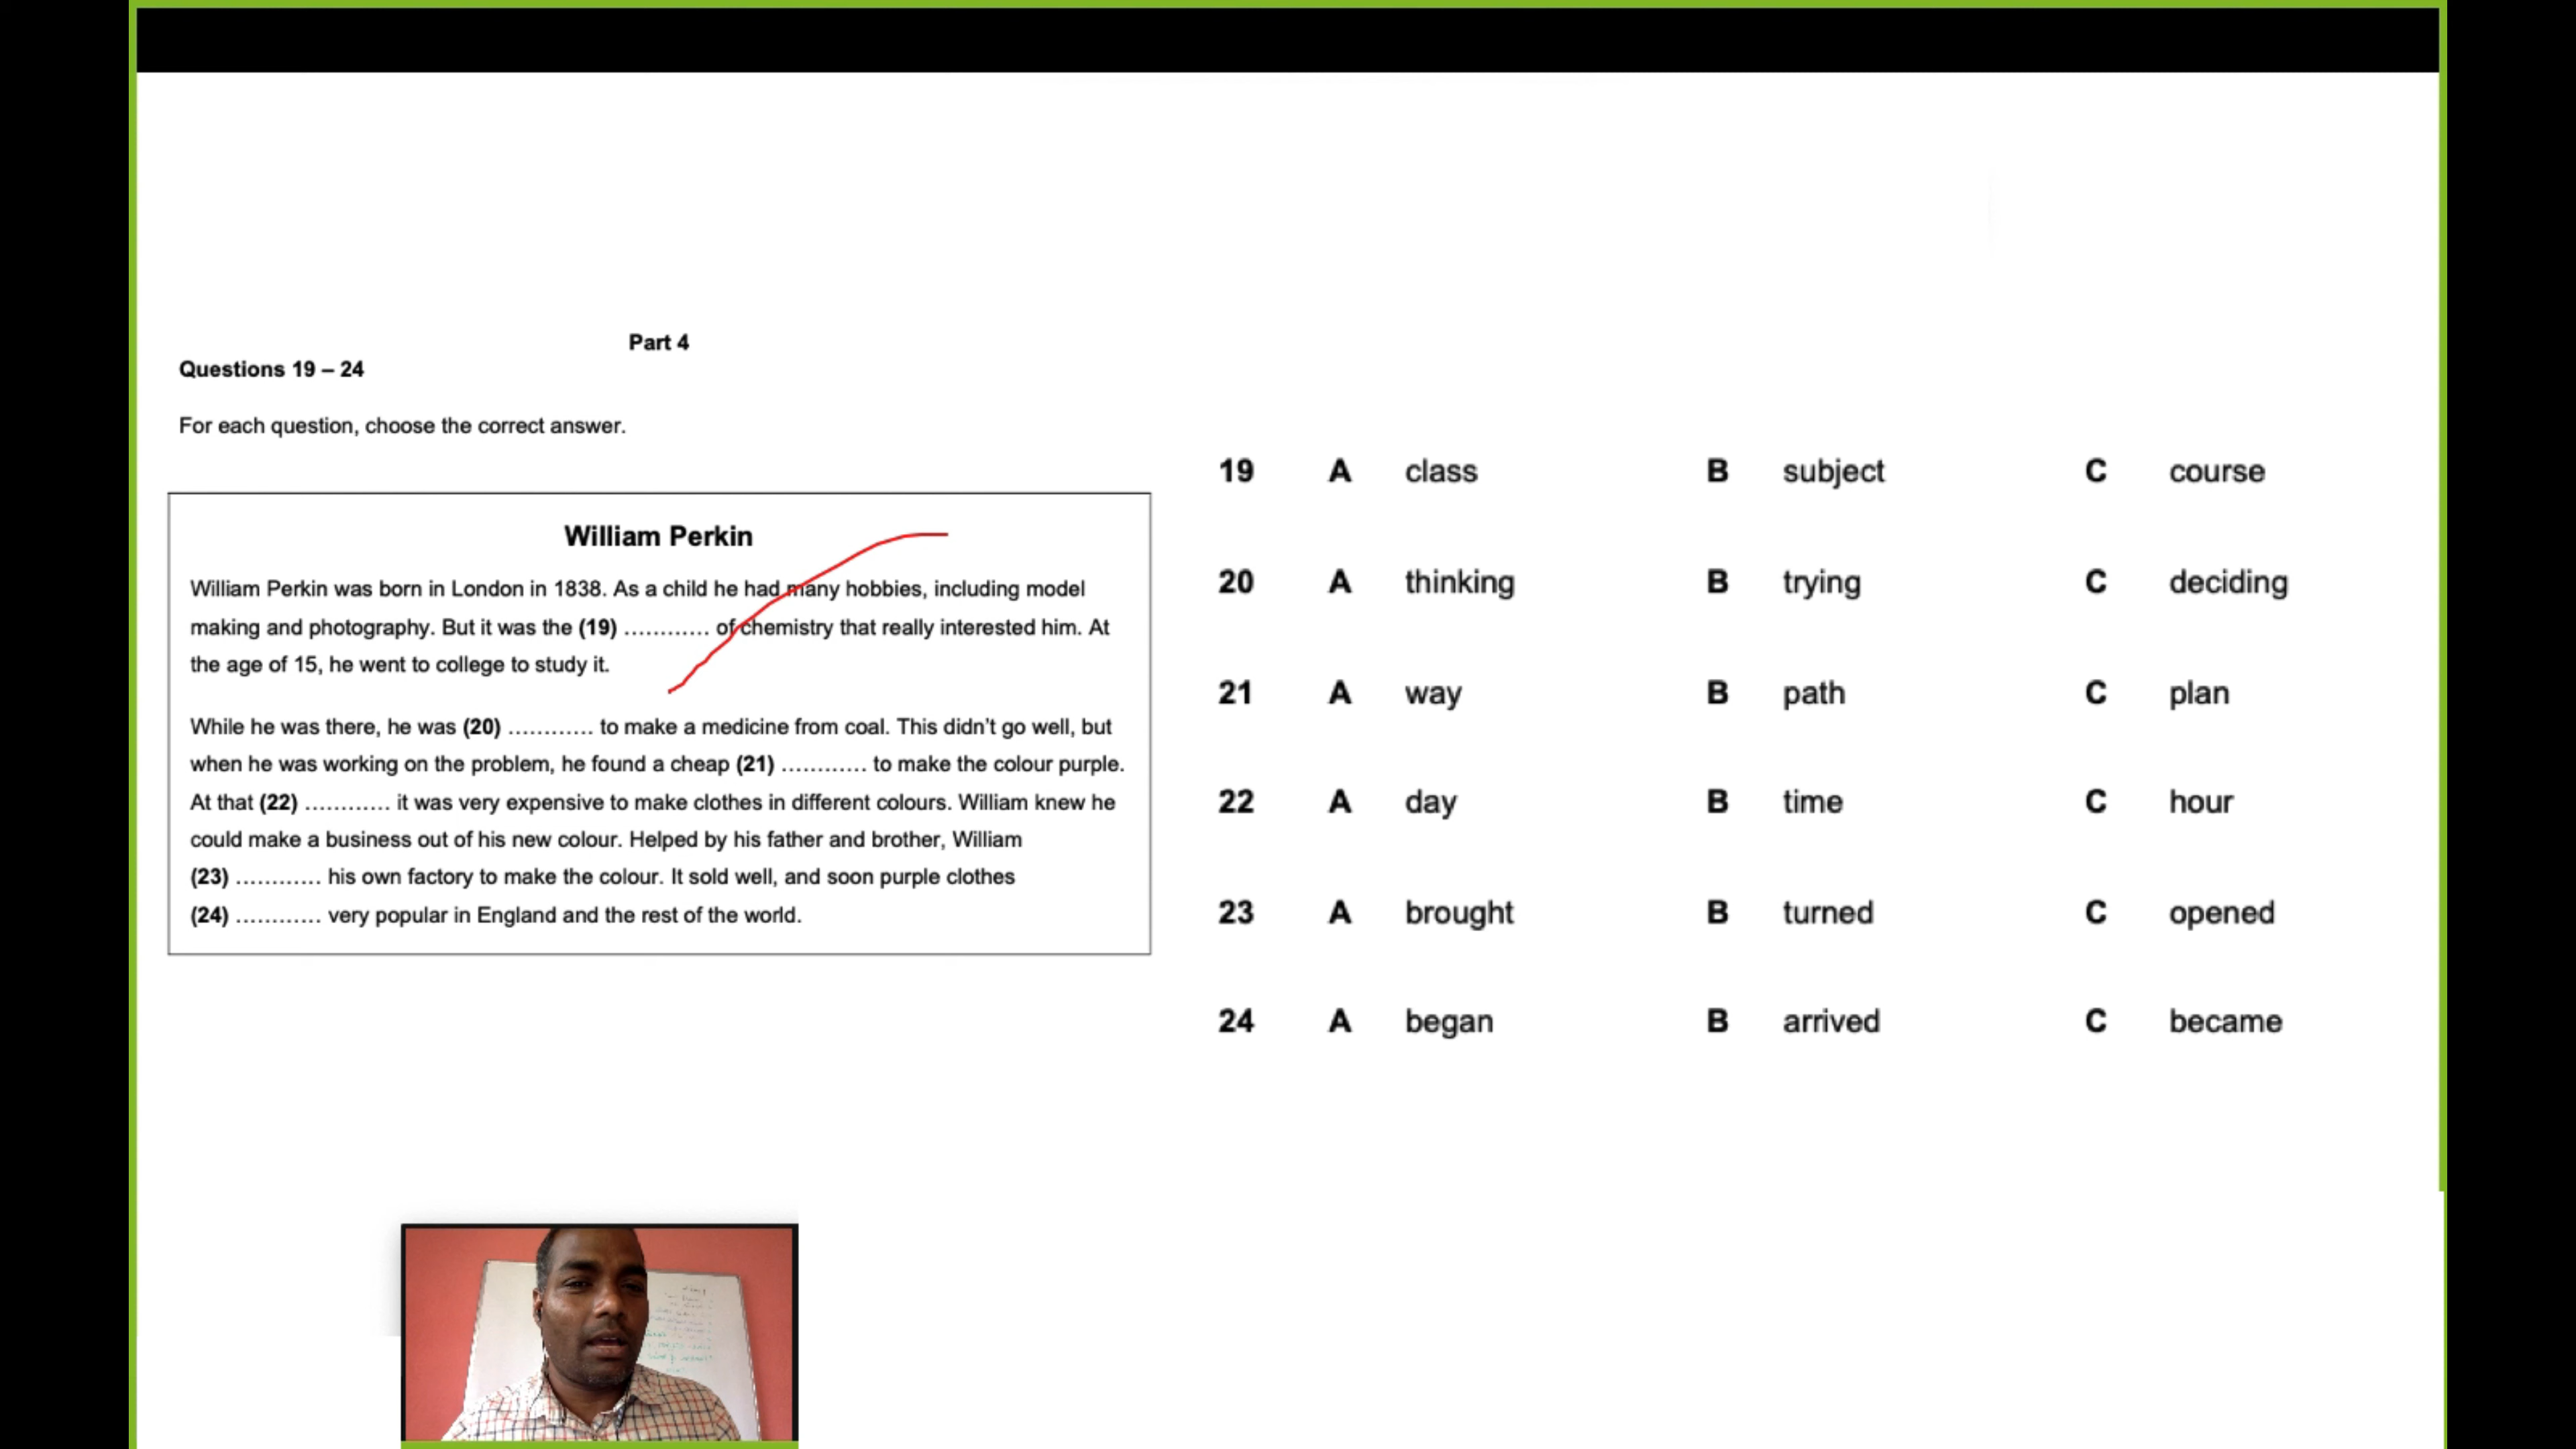 Part 4
Questions 19 – 24
For each question, choose the correct answer.
William Perkin
William Perkin was born in London in 1838. As a child he had many hobbies, including model
making and photography. But it was the (19) ............ of chemistry that really interested him. At
the age of 15, he went to college to study it.
While he was there, he was (20) ............ to make a medicine from coal. This didn't go well, but
when he was working on the problem, he found a cheap (21) ............ to make the colour purple.
At that (22) ............ it was very expensive to make clothes in different colours. William knew he
could make a business out of his new colour. Helped by his father and brother, William
(23) ............ his own factory to make the colour. It sold well, and soon purple clothes
(24) ............ very popular in England and the rest of the world.
19 A class B subject C course
20 A thinking B trying C deciding
21 A way B path C plan
22 A day B time C hour
23 A brought B turned C opened
24 A began B arrived C became